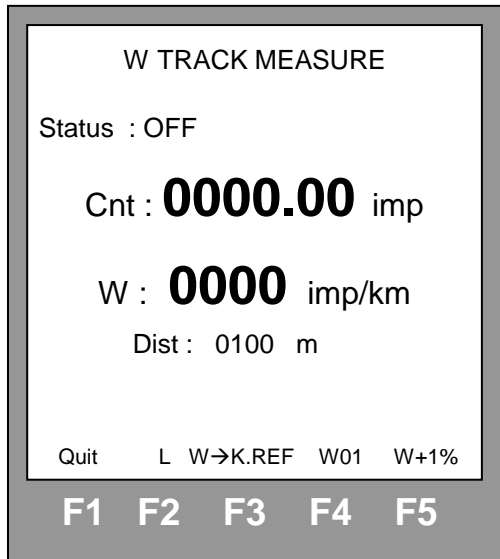 W TRACK MEASURE
Status : OFF
Cnt : 0000.00 imp
W : 0000 imp/km
Dist : 0100 m
Quit L W→K.REF W01 W+1%
F1 F2 F3 F4 F5